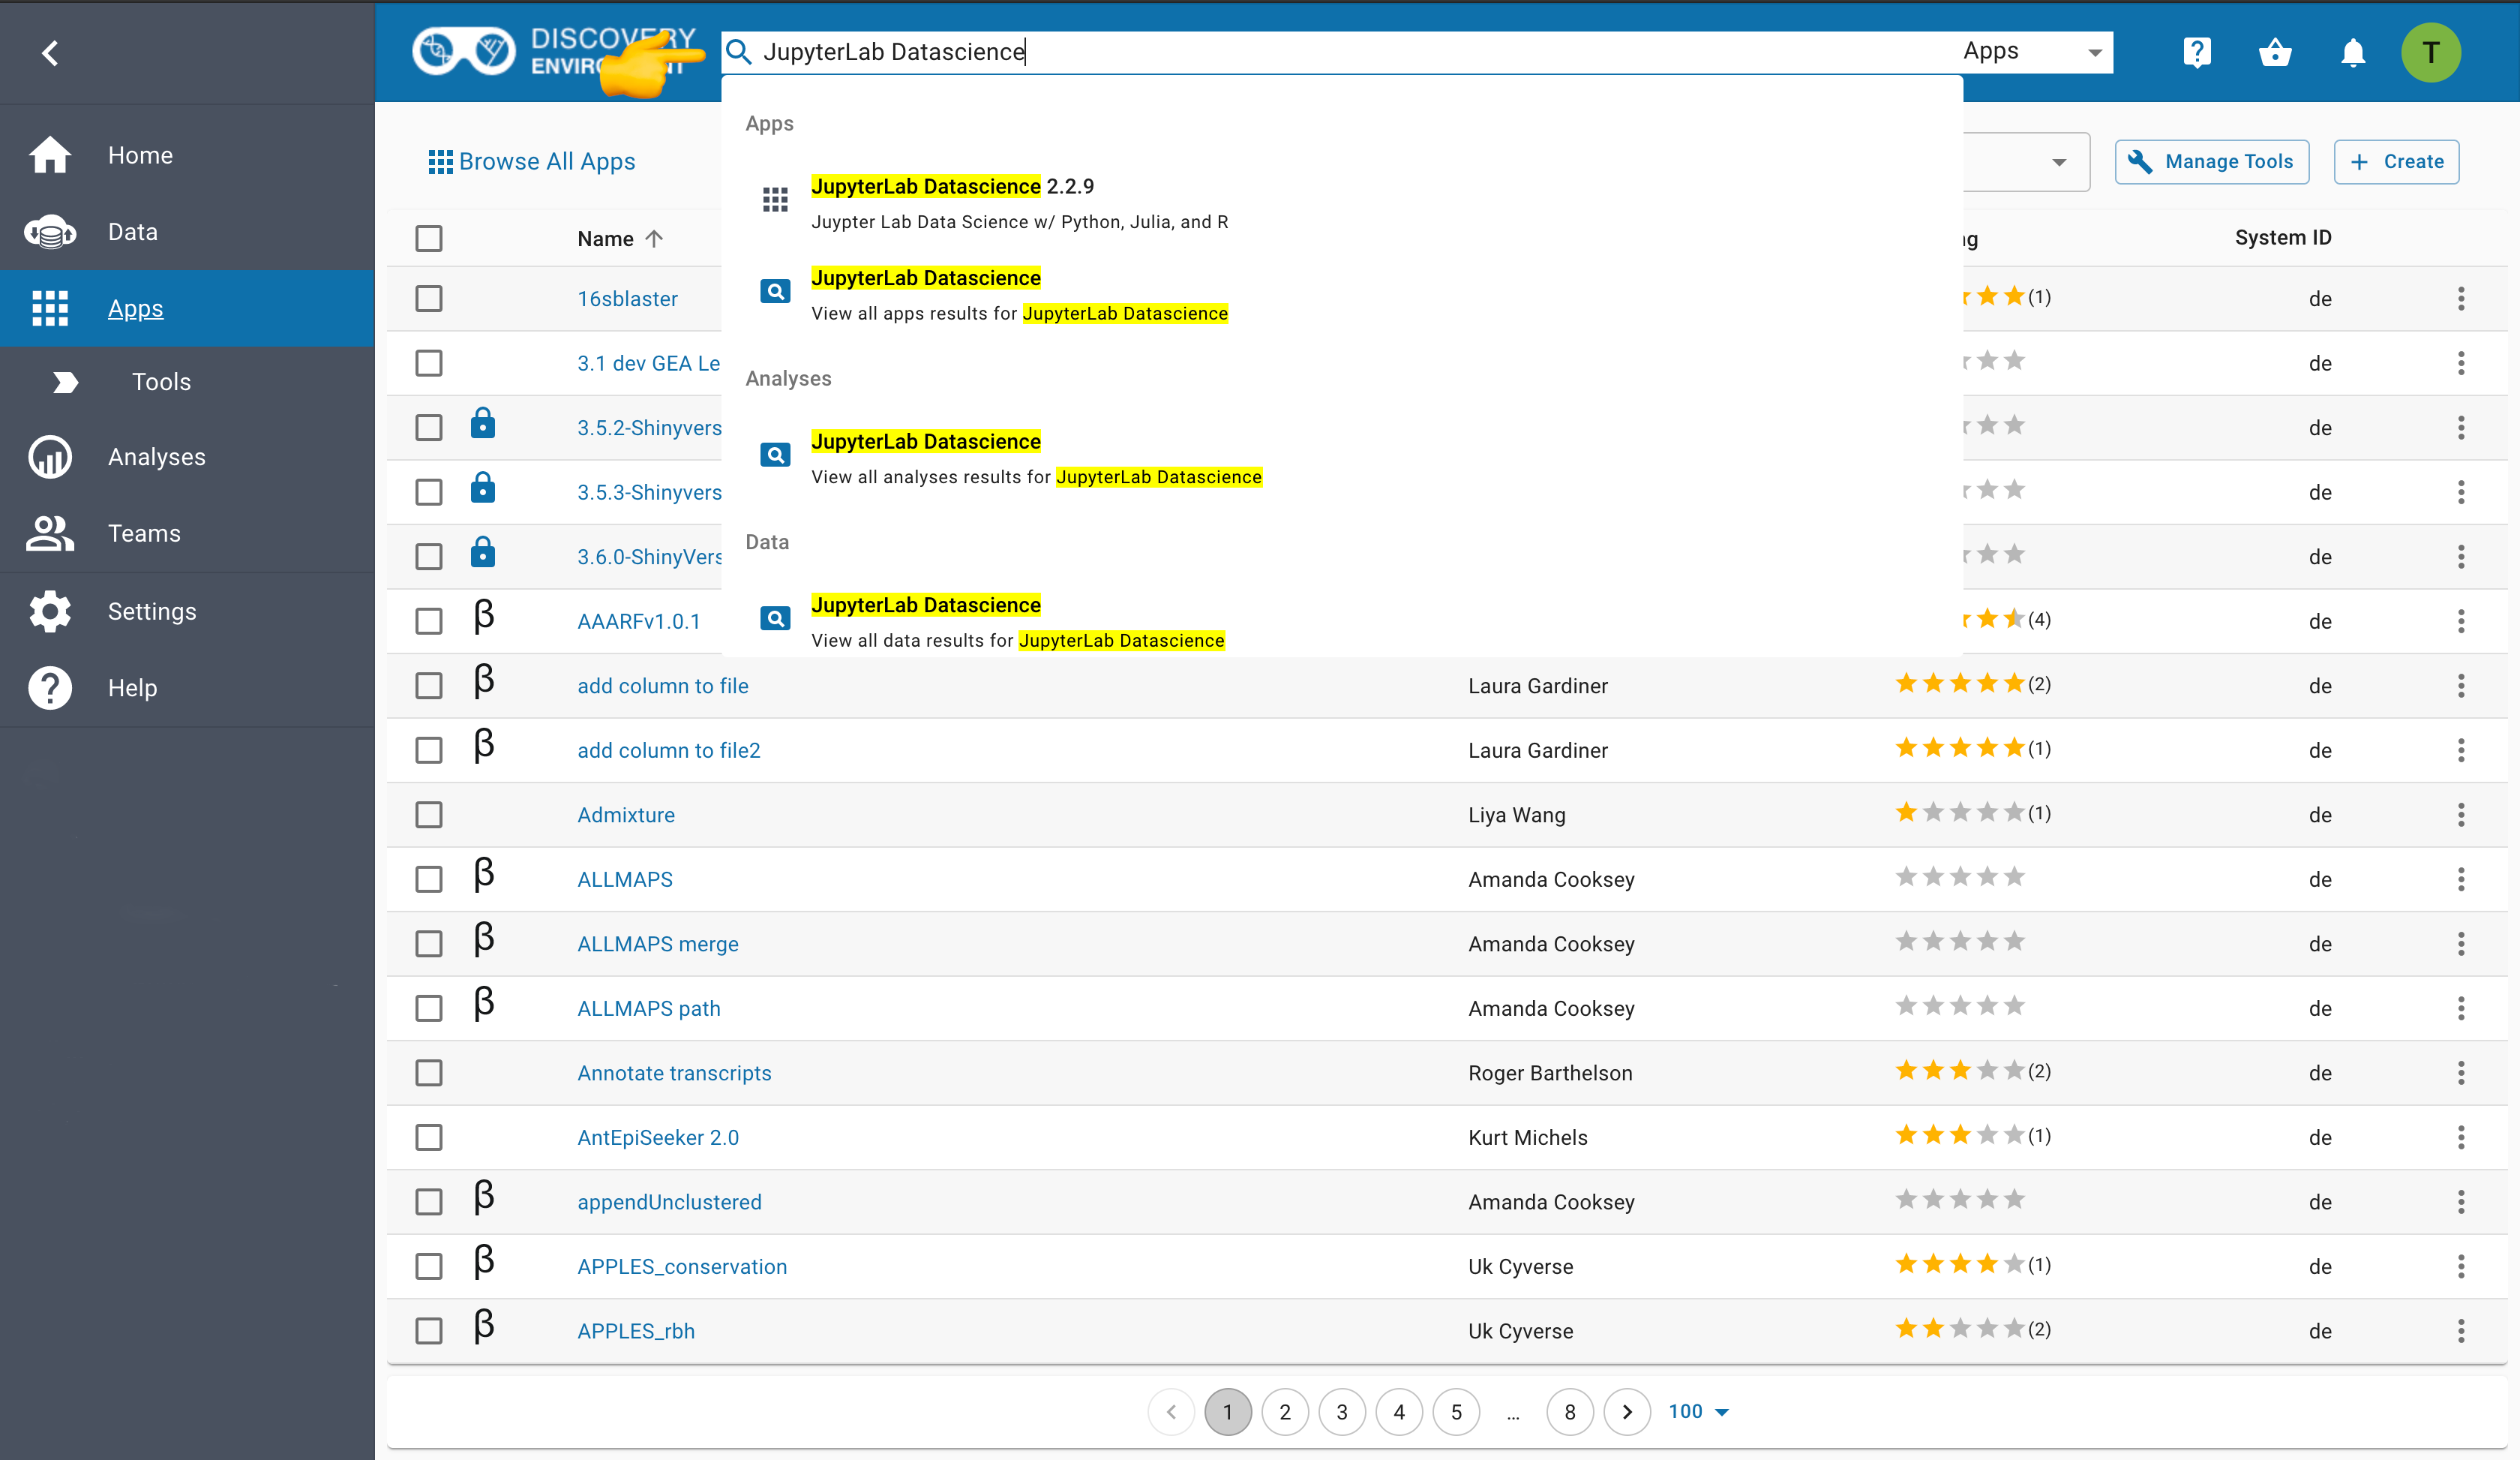 DISCOVERY
JupyterLab Datascience
Apps
T
Home
Data
Apps
Tools
Analyses
Teams
Settings
Help
Browse All Apps
Manage Tools
Create
Apps
JupyterLab Datascience 2.2.9
Juypter Lab Data Science w/ Python, Julia, and R
JupyterLab Datascience
View all apps results for JupyterLab Datascience
Analyses
JupyterLab Datascience
View all analyses results for JupyterLab Datascience
Data
JupyterLab Datascience
View all data results for JupyterLab Datascience
Name System ID
16sblaster (1) de
3.1 dev GEA Le de
3.5.2-Shinyvers de
3.5.3-Shinyvers de
3.6.0-ShinyVers de
β AAARFv1.0.1 (4) de
β add column to file Laura Gardiner (2) de
β add column to file2 Laura Gardiner (1) de
Admixture Liya Wang (1) de
β ALLMAPS Amanda Cooksey de
β ALLMAPS merge Amanda Cooksey de
β ALLMAPS path Amanda Cooksey de
Annotate transcripts Roger Barthelson (2) de
AntEpiSeeker 2.0 Kurt Michels (1) de
β appendUnclustered Amanda Cooksey de
β APPLES_conservation Uk Cyverse (1) de
β APPLES_rbh Uk Cyverse (2) de
1 2 3 4 5 ... 8 100